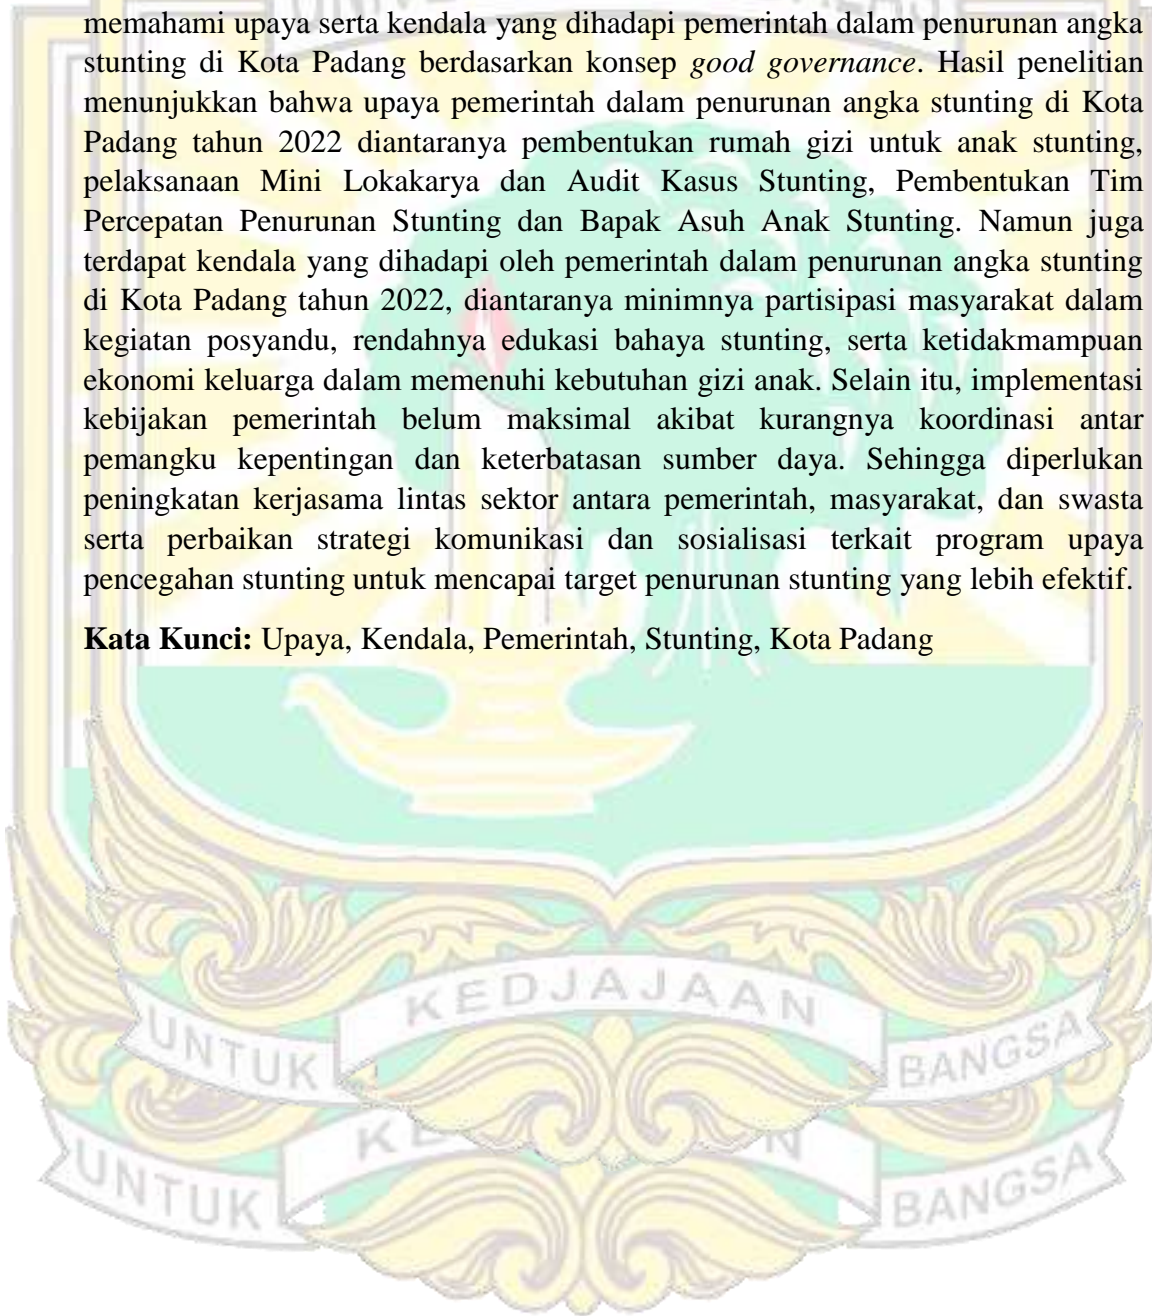 memahami upaya serta kendala yang dihadapi pemerintah dalam penurunan angka
stunting di Kota Padang berdasarkan konsep good governance. Hasil penelitian
menunjukkan bahwa upaya pemerintah dalam penurunan angka stunting di Kota
Padang tahun 2022 diantaranya pembentukan rumah gizi untuk anak stunting,
pelaksanaan Mini Lokakarya dan Audit Kasus Stunting, Pembentukan Tim
Percepatan Penurunan Stunting dan Bapak Asuh Anak Stunting. Namun juga
terdapat kendala yang dihadapi oleh pemerintah dalam penurunan angka stunting
di Kota Padang tahun 2022, diantaranya minimnya partisipasi masyarakat dalam
kegiatan posyandu, rendahnya edukasi bahaya stunting, serta ketidakmampuan
ekonomi keluarga dalam memenuhi kebutuhan gizi anak. Selain itu, implementasi
kebijakan pemerintah belum maksimal akibat kurangnya koordinasi antar
pemangku kepentingan dan keterbatasan sumber daya. Sehingga diperlukan
peningkatan kerjasama lintas sektor antara pemerintah, masyarakat, dan swasta
serta perbaikan strategi komunikasi dan sosialisasi terkait program upaya
pencegahan stunting untuk mencapai target penurunan stunting yang lebih efektif.
Kata Kunci: Upaya, Kendala, Pemerintah, Stunting, Kota Padang
UNTUK KEDJAJAAN BANGSA
UNTUK BANGSA